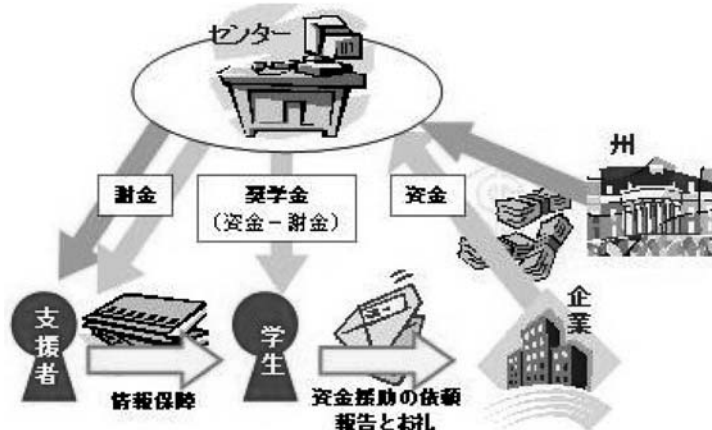 センター
州
謝金
奨学金
(資金－謝金)
資金
企業
支援者
学生
情報保障
資金援助の依頼
報告とお礼